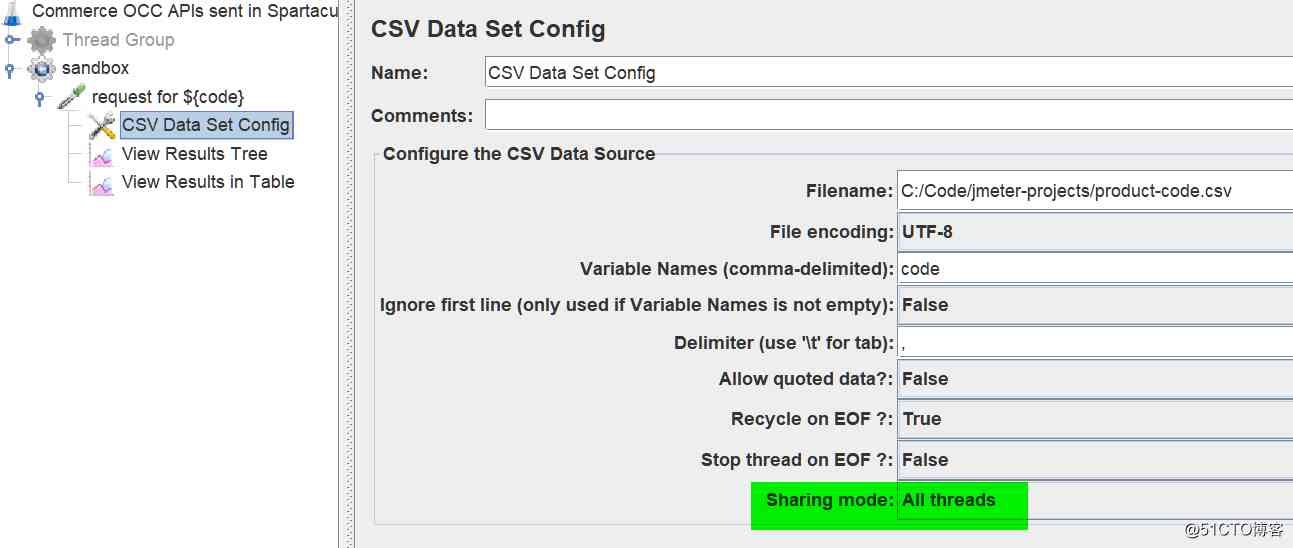 Commerce OCC APIs sent in Spartacu
Thread Group
sandbox
request for ${code}
CSV Data Set Config
View Results Tree
View Results in Table
CSV Data Set Config
Name: CSV Data Set Config
Comments:
Configure the CSV Data Source
Filename: C:/Code/jmeter-projects/product-code.csv
File encoding: UTF-8
Variable Names (comma-delimited): code
Ignore first line (only used if Variable Names is not empty): False
Delimiter (use '\t' for tab): ,
Allow quoted data?: False
Recycle on EOF ?: True
Stop thread on EOF ?: False
Sharing mode: All threads
@51CTO博客